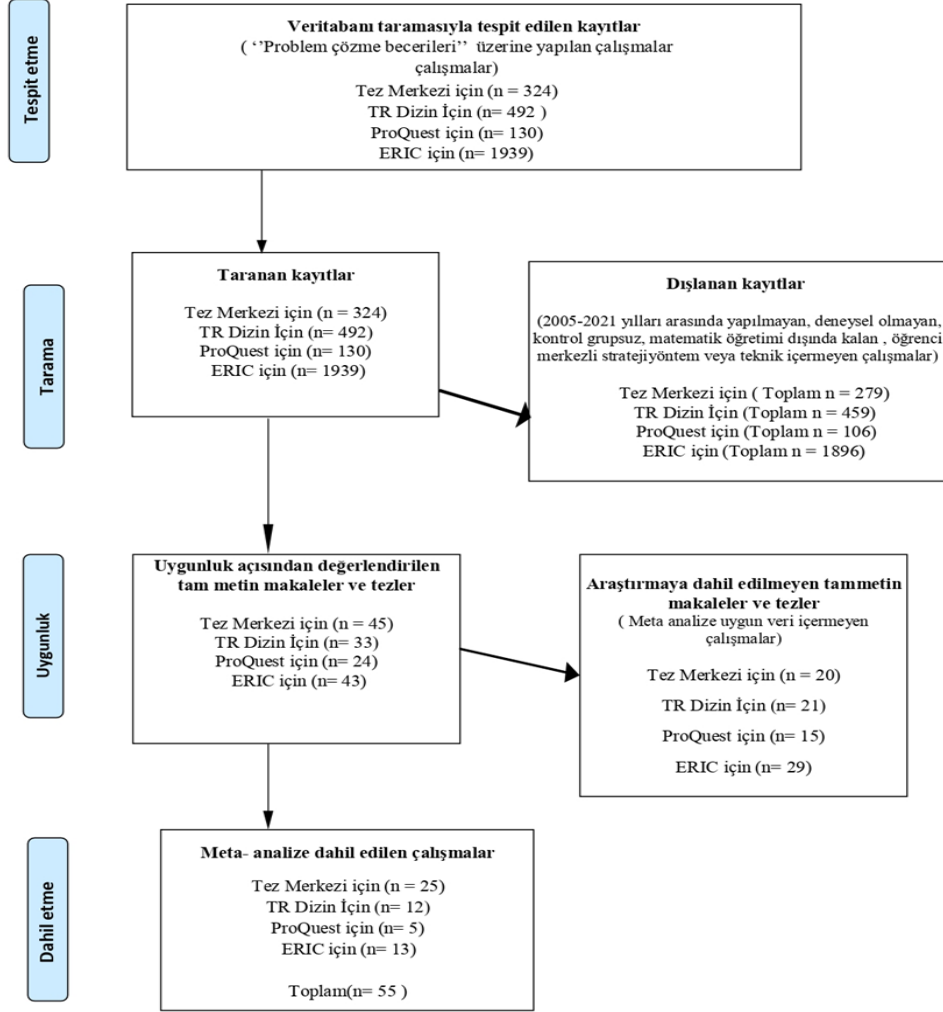 Tespit etme
Veritabanı taramasıyla tespit edilen kayıtlar
( ‘’Problem çözme becerileri’’ üzerine yapılan çalışmalar
çalışmalar)
Tez Merkezi için (n = 324)
TR Dizin İçin (n= 492 )
ProQuest için (n= 130)
ERIC için (n= 1939)
Tarama
Taranan kayıtlar
Tez Merkezi için (n = 324)
TR Dizin İçin (n= 492)
ProQuest için (n= 130)
ERIC için (n= 1939)
Dışlanan kayıtlar
(2005-2021 yılları arasında yapılmayan, deneysel olmayan,
kontrol grupsuz, matematik öğretimi dışında kalan , öğrenci
merkezli stratejiyöntem veya teknik içermeyen çalışmalar)
Tez Merkezi için ( Toplam n = 279)
TR Dizin İçin (Toplam n = 459)
ProQuest için (Toplam n = 106)
ERIC için (Toplam n = 1896)
Uygunluk
Uygunluk açısından değerlendirilen
tam metin makaleler ve tezler
Tez Merkezi için (n = 45)
TR Dizin İçin (n= 33)
ProQuest için (n= 24)
ERIC için (n= 43)
Araştırmaya dahil edilmeyen tammetin
makaleler ve tezler
( Meta analize uygun veri içermeyen
çalışmalar)
Tez Merkezi için (n = 20)
TR Dizin İçin (n= 21)
ProQuest için (n= 15)
ERIC için (n= 29)
Dahil etme
Meta- analize dahil edilen çalışmalar
Tez Merkezi için (n = 25)
TR Dizin İçin (n= 12)
ProQuest için (n= 5)
ERIC için (n= 13)
Toplam(n= 55 )